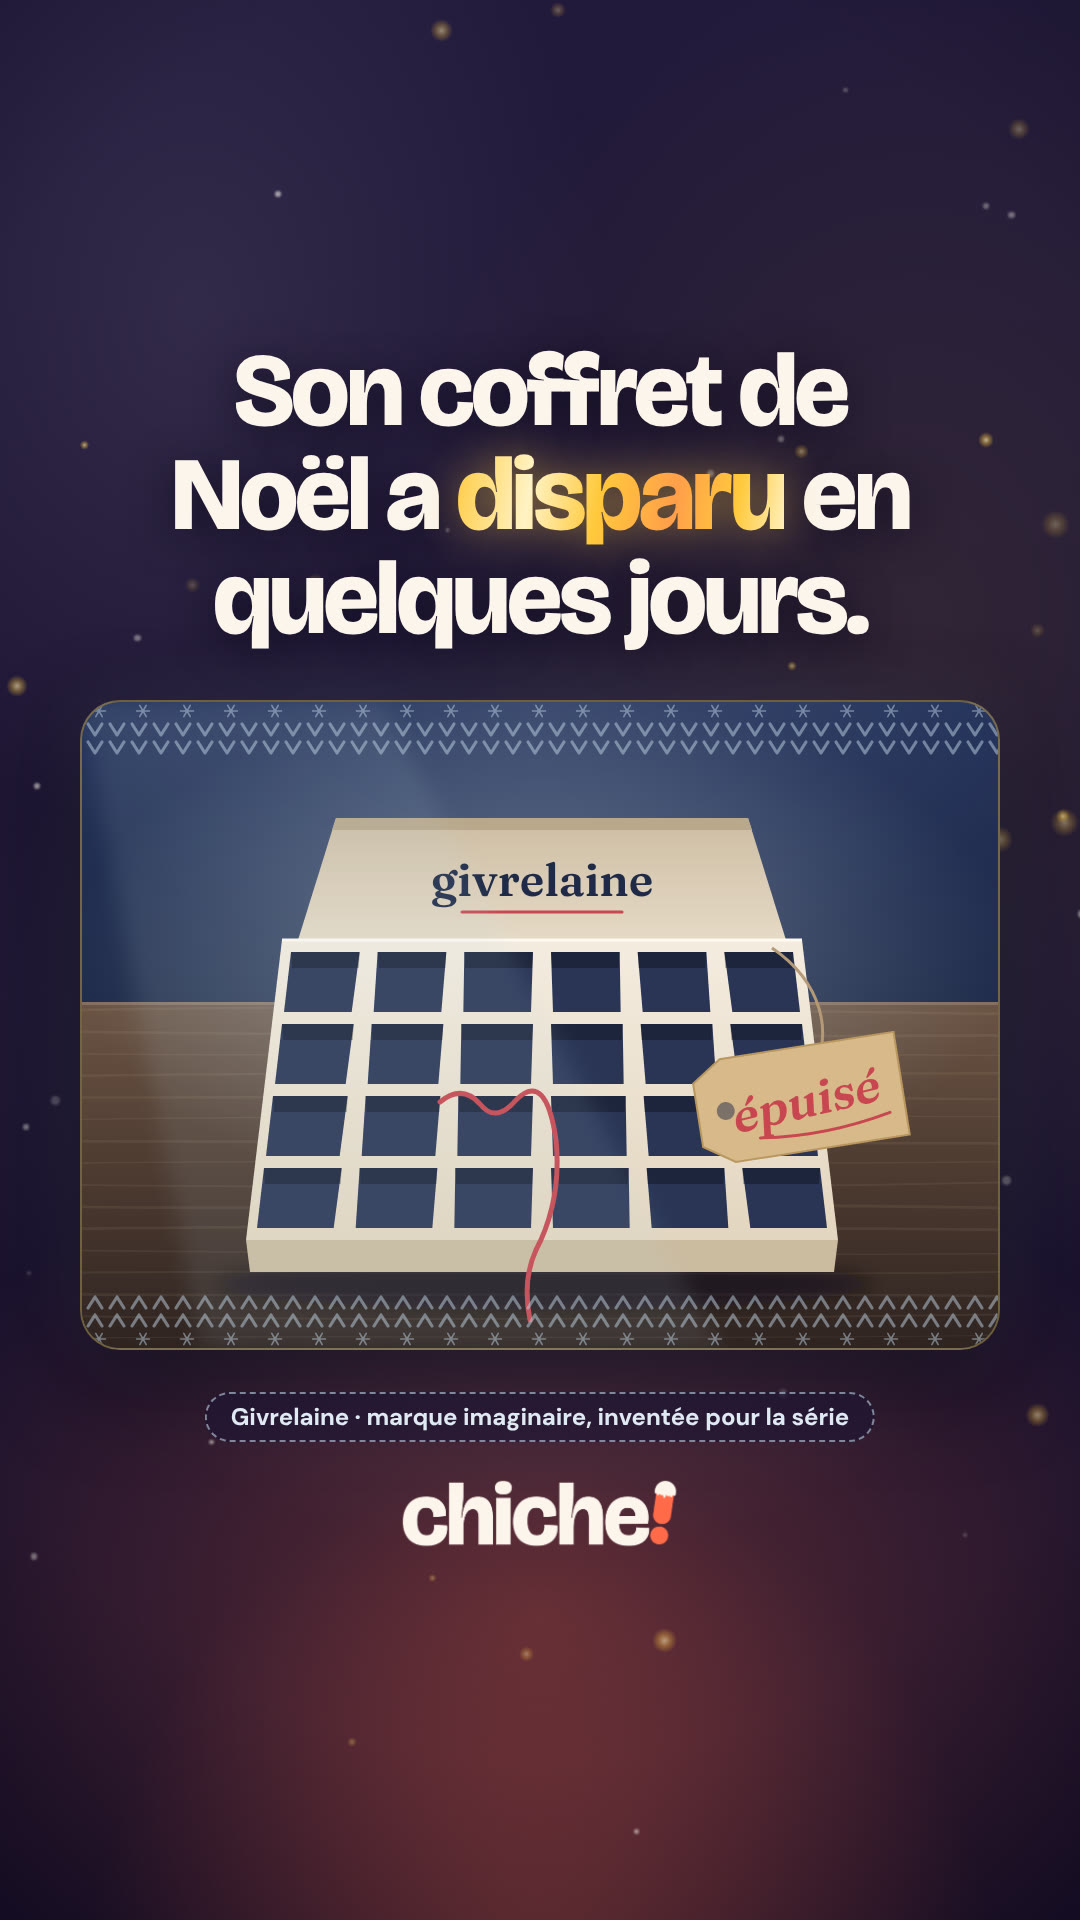 Son coffret de
Noël a disparu en
quelques jours.
givrelaine
épuisé
Givrelaine · marque imaginaire, inventée pour la série
chiche!